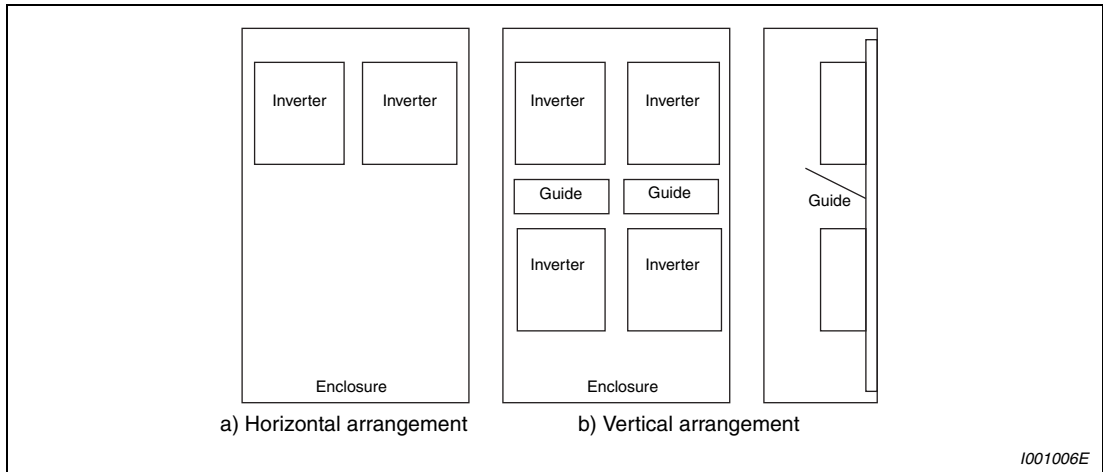 Inverter
Inverter
Enclosure
a) Horizontal arrangement
Inverter
Inverter
Guide
Guide
Inverter
Inverter
Enclosure
Guide
b) Vertical arrangement
I001006E